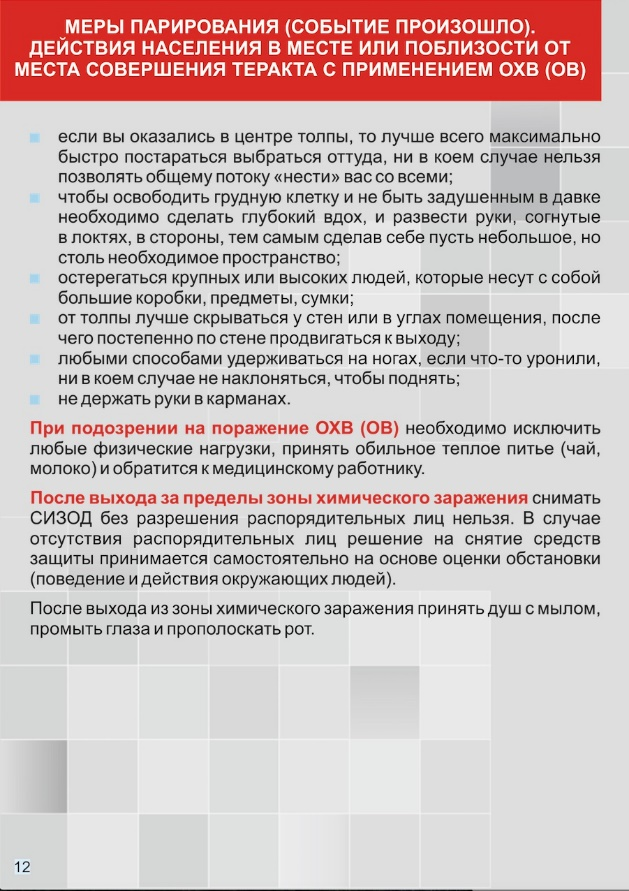 МЕРЫ ПАРИРОВАНИЯ (СОБЫТИЕ ПРОИЗОШЛО).
ДЕЙСТВИЯ НАСЕЛЕНИЯ В МЕСТЕ ИЛИ ПОБЛИЗОСТИ ОТ
МЕСТА СОВЕРШЕНИЯ ТЕРАКТА С ПРИМЕНЕНИЕМ ОХВ (ОВ)
если вы оказались в центре толпы, то лучше всего максимально
быстро постараться выбраться оттуда, ни в коем случае нельзя
позволять общему потоку «нести» вас со всеми;
чтобы освободить грудную клетку и не быть задушенным в давке
необходимо сделать глубокий вдох, и развести руки, согнутые
в локтях, в стороны, тем самым сделав себе пусть небольшое, но
столь необходимое пространство;
остерегаться крупных или высоких людей, которые несут с собой
большие коробки, предметы, сумки;
от толпы лучше скрываться у стен или в углах помещения, после
чего постепенно по стене продвигаться к выходу;
любыми способами удерживаться на ногах, если что-то уронили,
ни в коем случае не наклоняться, чтобы поднять;
не держать руки в карманах.
При подозрении на поражение ОХВ (ОВ) необходимо исключить
любые физические нагрузки, принять обильное теплое питье (чай,
молоко) и обратится к медицинскому работнику.
После выхода за пределы зоны химического заражения снимать
СИЗОД без разрешения распорядительных лиц нельзя. В случае
отсутствия распорядительных лиц решение на снятие средств
защиты принимается самостоятельно на основе оценки обстановки
(поведение и действия окружающих людей).
После выхода из зоны химического заражения принять душ с мылом,
промыть глаза и прополоскать рот.
12